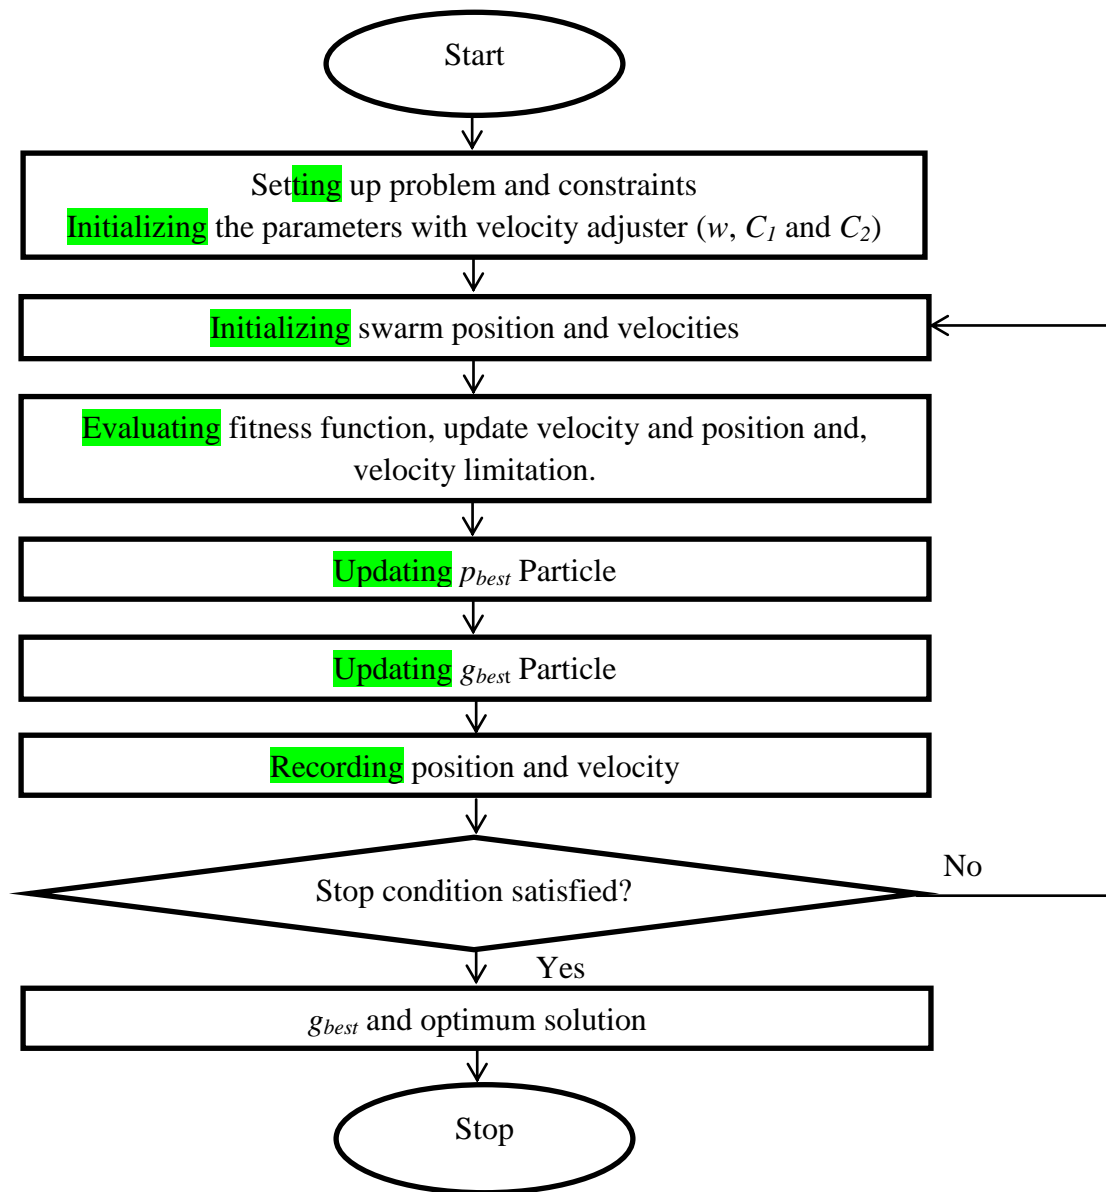 Start
Setting up problem and constraints
Initializing the parameters with velocity adjuster (w, C1 and C2)
Initializing swarm position and velocities
Evaluating fitness function, update velocity and position and,
velocity limitation.
Updating pbest Particle
Updating gbest Particle
Recording position and velocity
Stop condition satisfied?
No
Yes
gbest and optimum solution
Stop